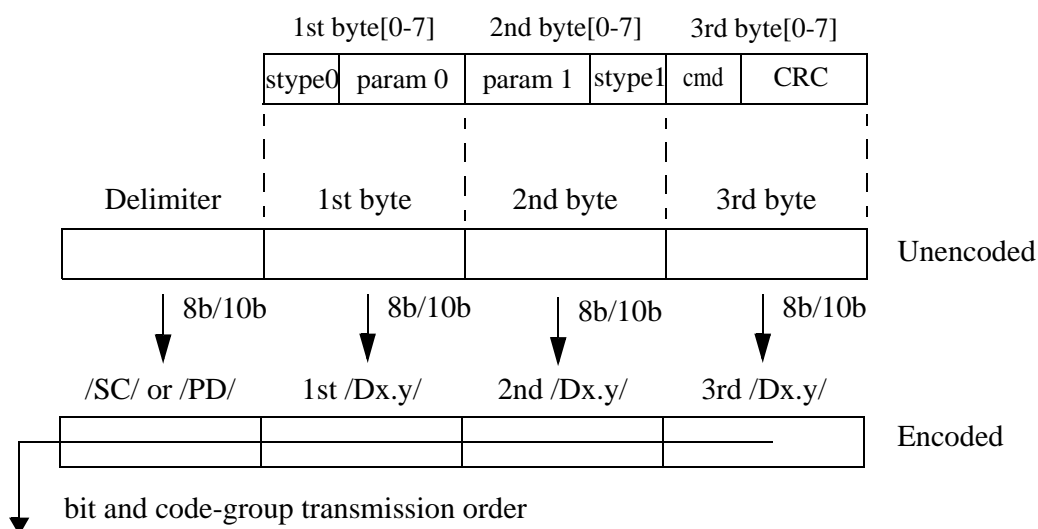 1st byte[0-7] 2nd byte[0-7] 3rd byte[0-7]
stype0 param 0 param 1 stype1 cmd CRC
Delimiter 1st byte 2nd byte 3rd byte
Unencoded
8b/10b 8b/10b 8b/10b 8b/10b
/SC/ or /PD/ 1st /Dx.y/ 2nd /Dx.y/ 3rd /Dx.y/
Encoded
bit and code-group transmission order